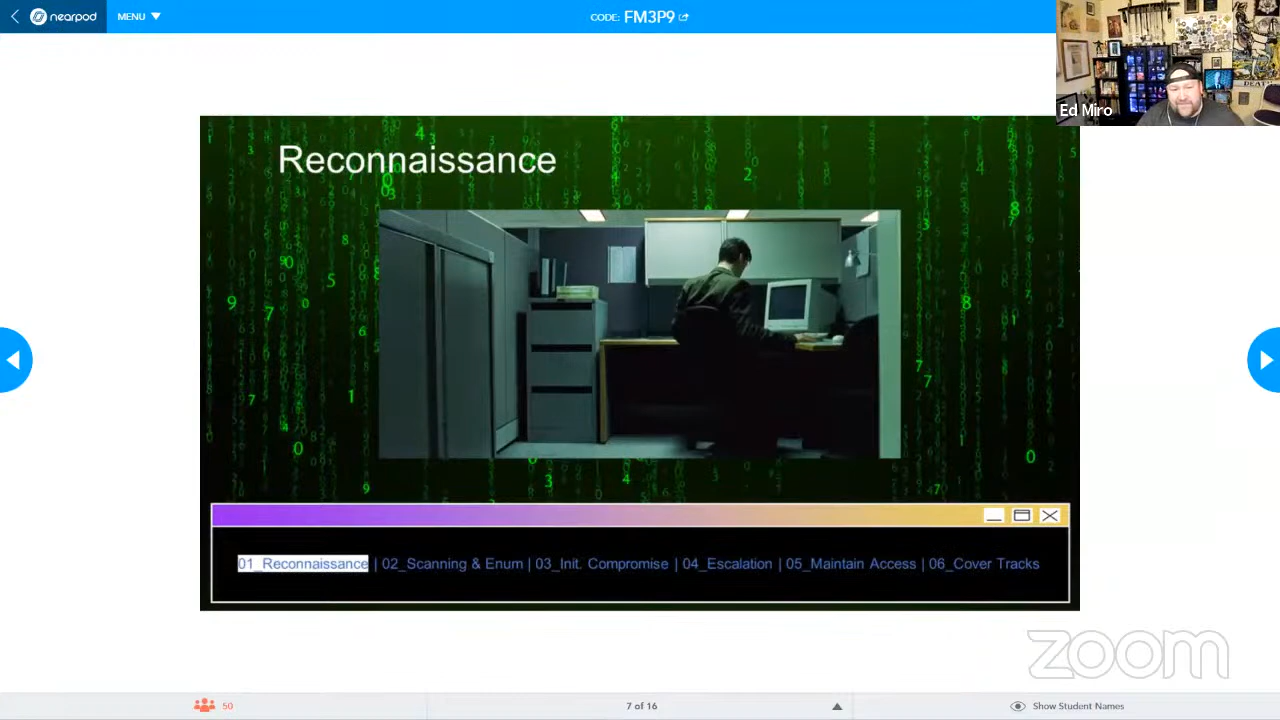 nearpod
MENU
CODE: FM3P9
Ed Miro
Reconnaissance
01_Reconnaissance | 02_Scanning & Enum | 03_Init. Compromise | 04_Escalation | 05_Maintain Access | 06_Cover Tracks
zoom
50
7 of 16
Show Student Names